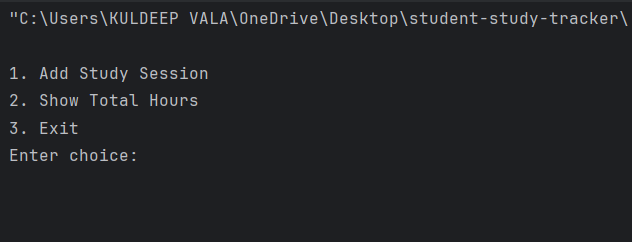 "C:\Users\KULDEEP VALA\OneDrive\Desktop\student-study-tracker\
1. Add Study Session
2. Show Total Hours
3. Exit
Enter choice: